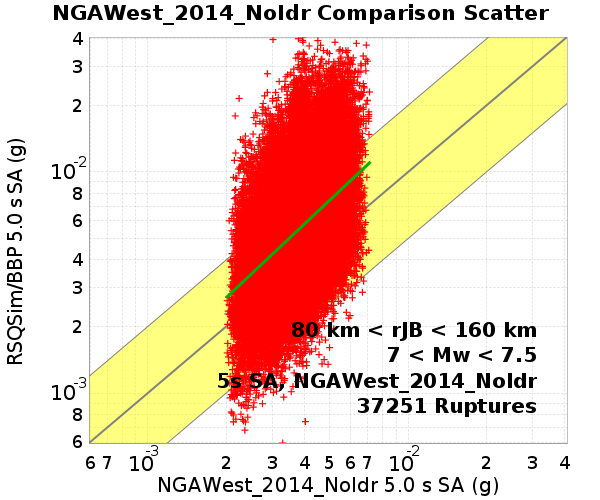 NGAWest_2014_NoIdr Comparison Scatter
4
3
2
10-2
8
6
4
3
2
10-3
8
6
RSQSim/BBP 5.0 s SA (g)
80 km < rJB < 160 km
7 < Mw < 7.5
5s SA, NGAWest_2014_NoIdr
37251 Ruptures
6 7 10-3 2 3 4 5 6 7 10-2 2 3 4
NGAWest_2014_NoIdr 5.0 s SA (g)